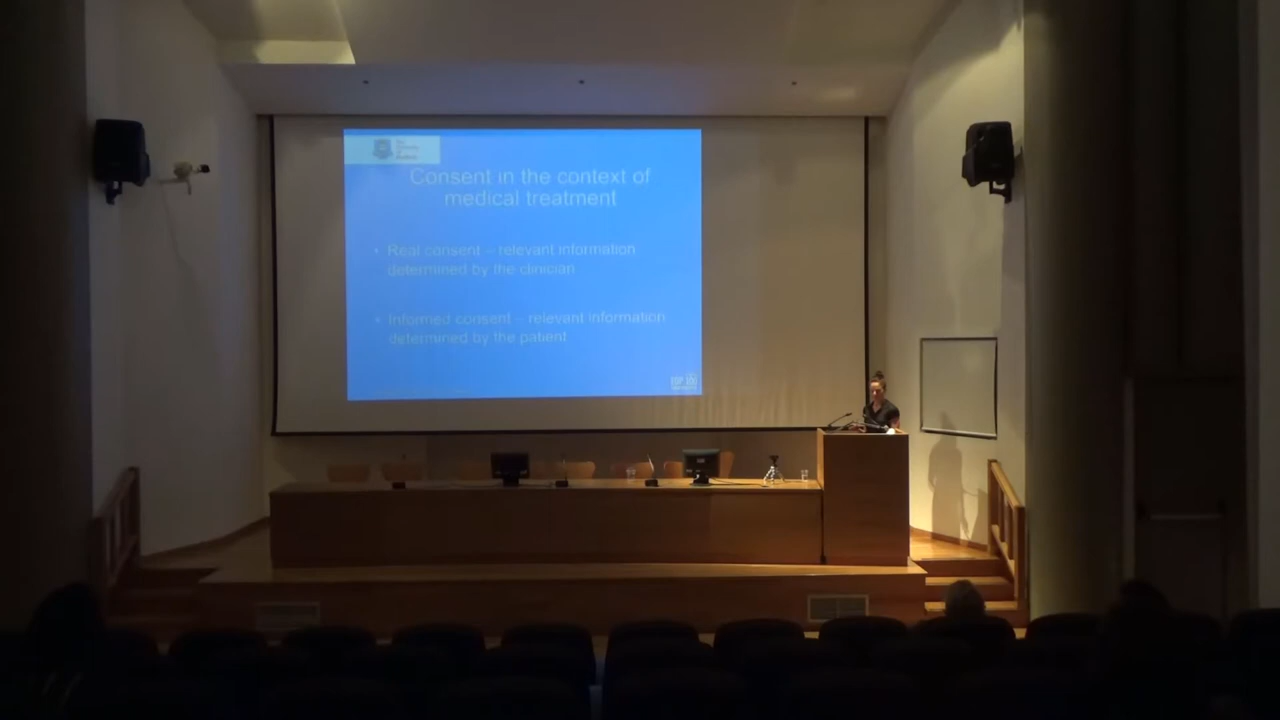 Consent in the context of
medical treatment
• Real consent – relevant information
determined by the clinician
• Informed consent – relevant information
determined by the patient